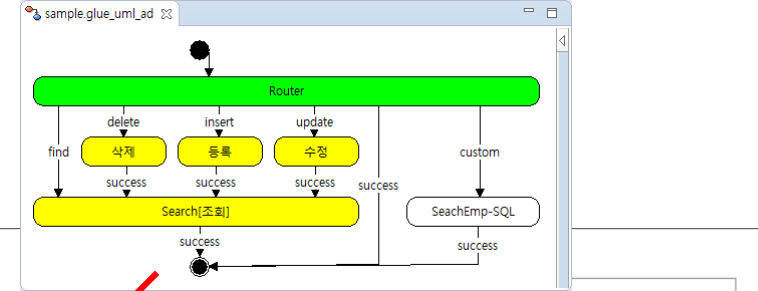 sample.glue_uml_ad
Router
delete insert update
find 삭제 등록 수정 custom
success success success success
Search[조회] SeachEmp-SQL
success success